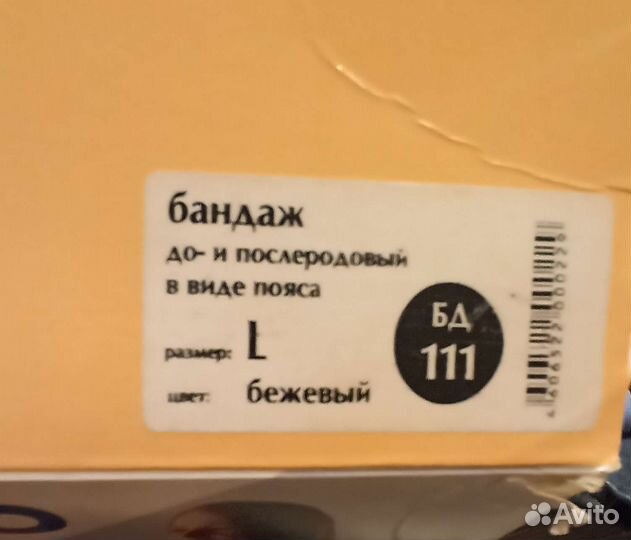 бандаж
до- и послеродовый
в виде пояса
размер: L
цвет: бежевый
БД
111
Avito